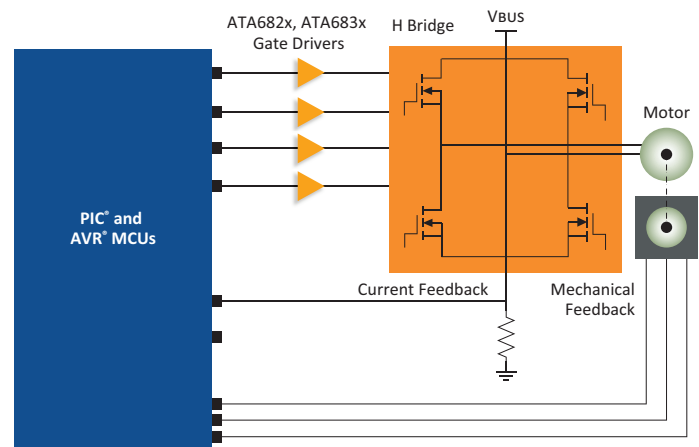 ATA682x, ATA683x
Gate Drivers
H Bridge
VBUS
Motor
PIC® and
AVR® MCUs
Current Feedback
Mechanical
Feedback